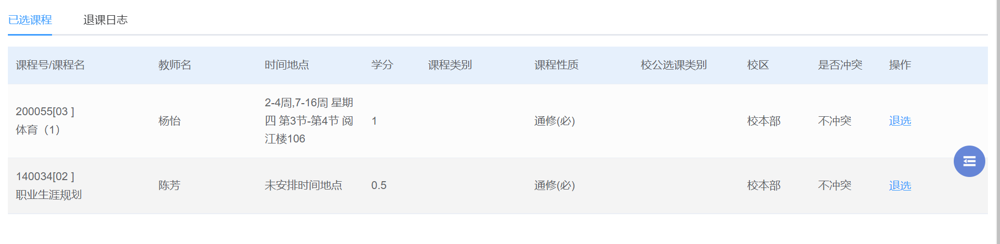 已选课程 退课日志
课程号/课程名 教师名 时间地点 学分 课程类别 课程性质 校公选课类别 校区 是否冲突 操作
200055[03 ]
体育（1）
杨怡
2-4周,7-16周 星期
四 第3节-第4节 阅
江楼106
1
通修(必)
校本部
不冲突
退选
140034[02 ]
职业生涯规划
陈芳
未安排时间地点
0.5
通修(必)
校本部
不冲突
退选